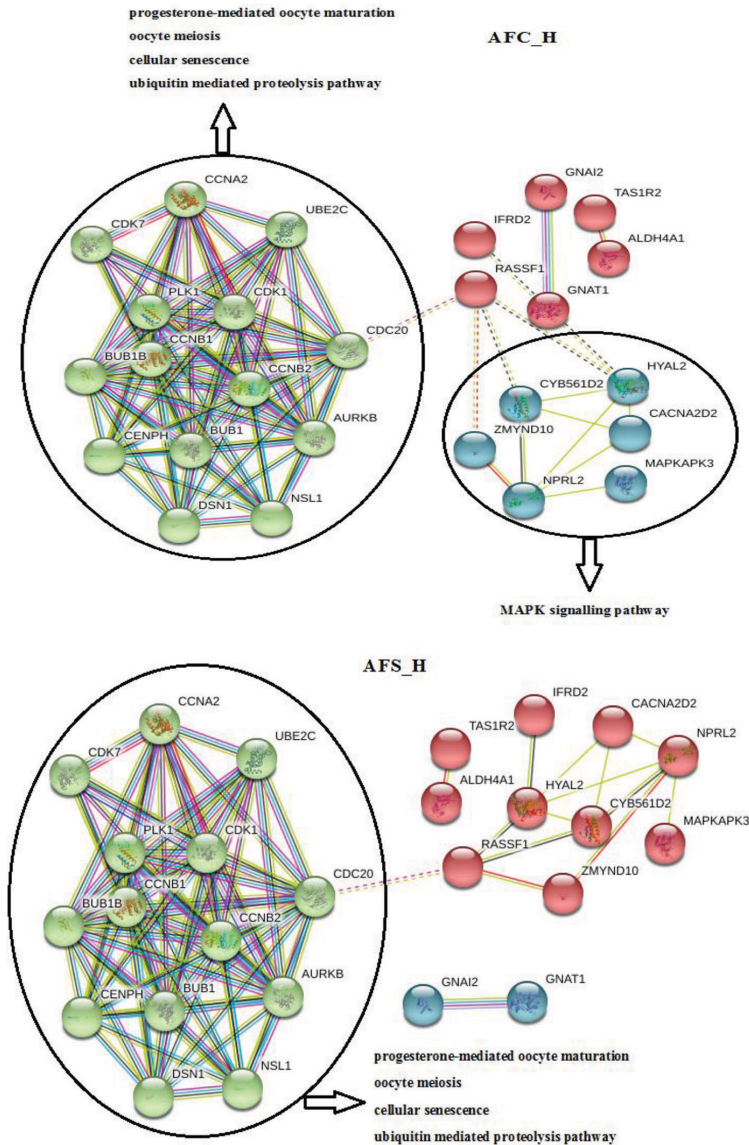 progesterone-mediated oocyte maturation
oocyte meiosis
cellular senescence
ubiquitin mediated proteolysis pathway
AFC_H
CCNA2
UBE2C
CDK7
PLK1
CDK1
CDC20
CCNB1
BUB1B
CCNB2
AURKB
CENPH
BUB1
DSN1
NSL1
GNAI2
TAS1R2
IFRD2
ALDH4A1
RASSF1
GNAT1
HYAL2
CYB561D2
CACNA2D2
ZMYND10
MAPKAPK3
NPRL2
MAPK signalling pathway
AFS_H
CCNA2
UBE2C
CDK7
PLK1
CDK1
CDC20
CCNB1
BUB1B
CCNB2
AURKB
CENPH
BUB1
DSN1
NSL1
IFRD2
CACNA2D2
TAS1R2
NPRL2
ALDH4A1
HYAL2
CYB561D2
MAPKAPK3
RASSF1
ZMYND10
GNAI2
GNAT1
progesterone-mediated oocyte maturation
oocyte meiosis
cellular senescence
ubiquitin mediated proteolysis pathway